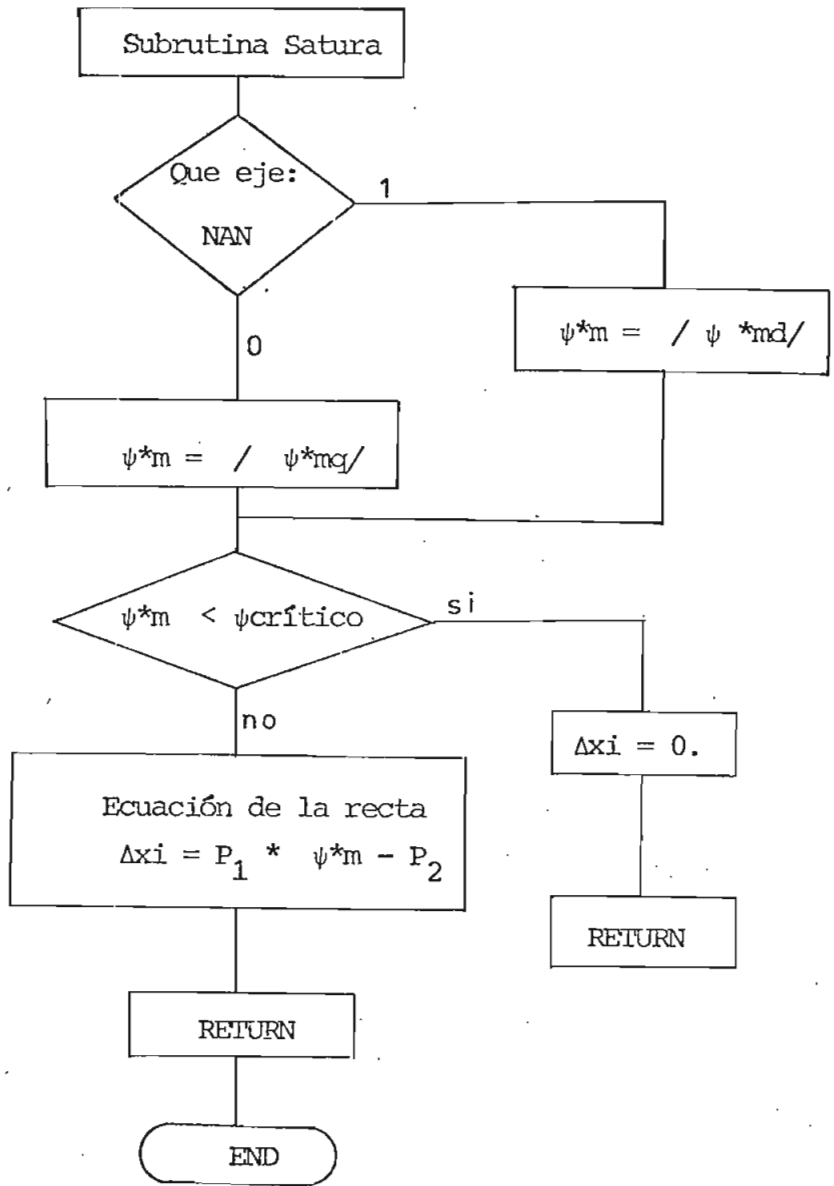 Subrutina Satura
Que eje:
NAN
1
0
ψ*m = / ψ *md/
ψ*m = / ψ*mq/
ψ*m < ψcrítico
si
no
Δxi = 0.
Ecuación de la recta
Δxi = P₁ * ψ*m - P₂
RETURN
RETURN
END